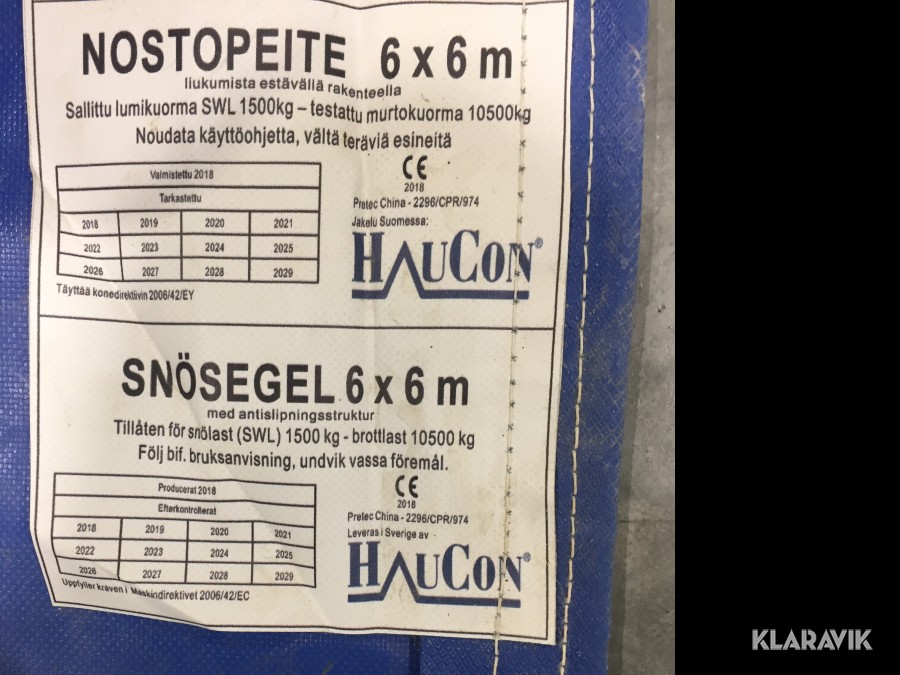 NOSTOPEITE 6 x 6 m
liukumista estävällä rakenteella
Sallittu lumikuorma SWL 1500kg – testattu murtokuorma 10500kg
Noudata käyttöohjetta, vältä teräviä esineitä
Valmistettu 2018
Tarkastettu
2018 2019 2020 2021
2022 2023 2024 2025
2026 2027 2028 2029
Täyttää konedirektiivin 2006/42/EY
CE
2018
Pretec China - 2296/CPR/974
Jakelu Suomessa:
HAUCON®
SNÖSEGEL 6 x 6 m
med antislipningsstruktur
Tillåten för snölast (SWL) 1500 kg - brottlast 10500 kg
Följ bif. bruksanvisning, undvik vassa föremål.
Producerat 2018
Efterkontrollerat
2018 2019 2020 2021
2022 2023 2024 2025
2026 2027 2028 2029
Uppfyller kraven i Maskindirektivet 2006/42/EC
CE
2018
Pretec China - 2296/CPR/974
Leveras i Sverige av
HAUCON®
KLARAVIK